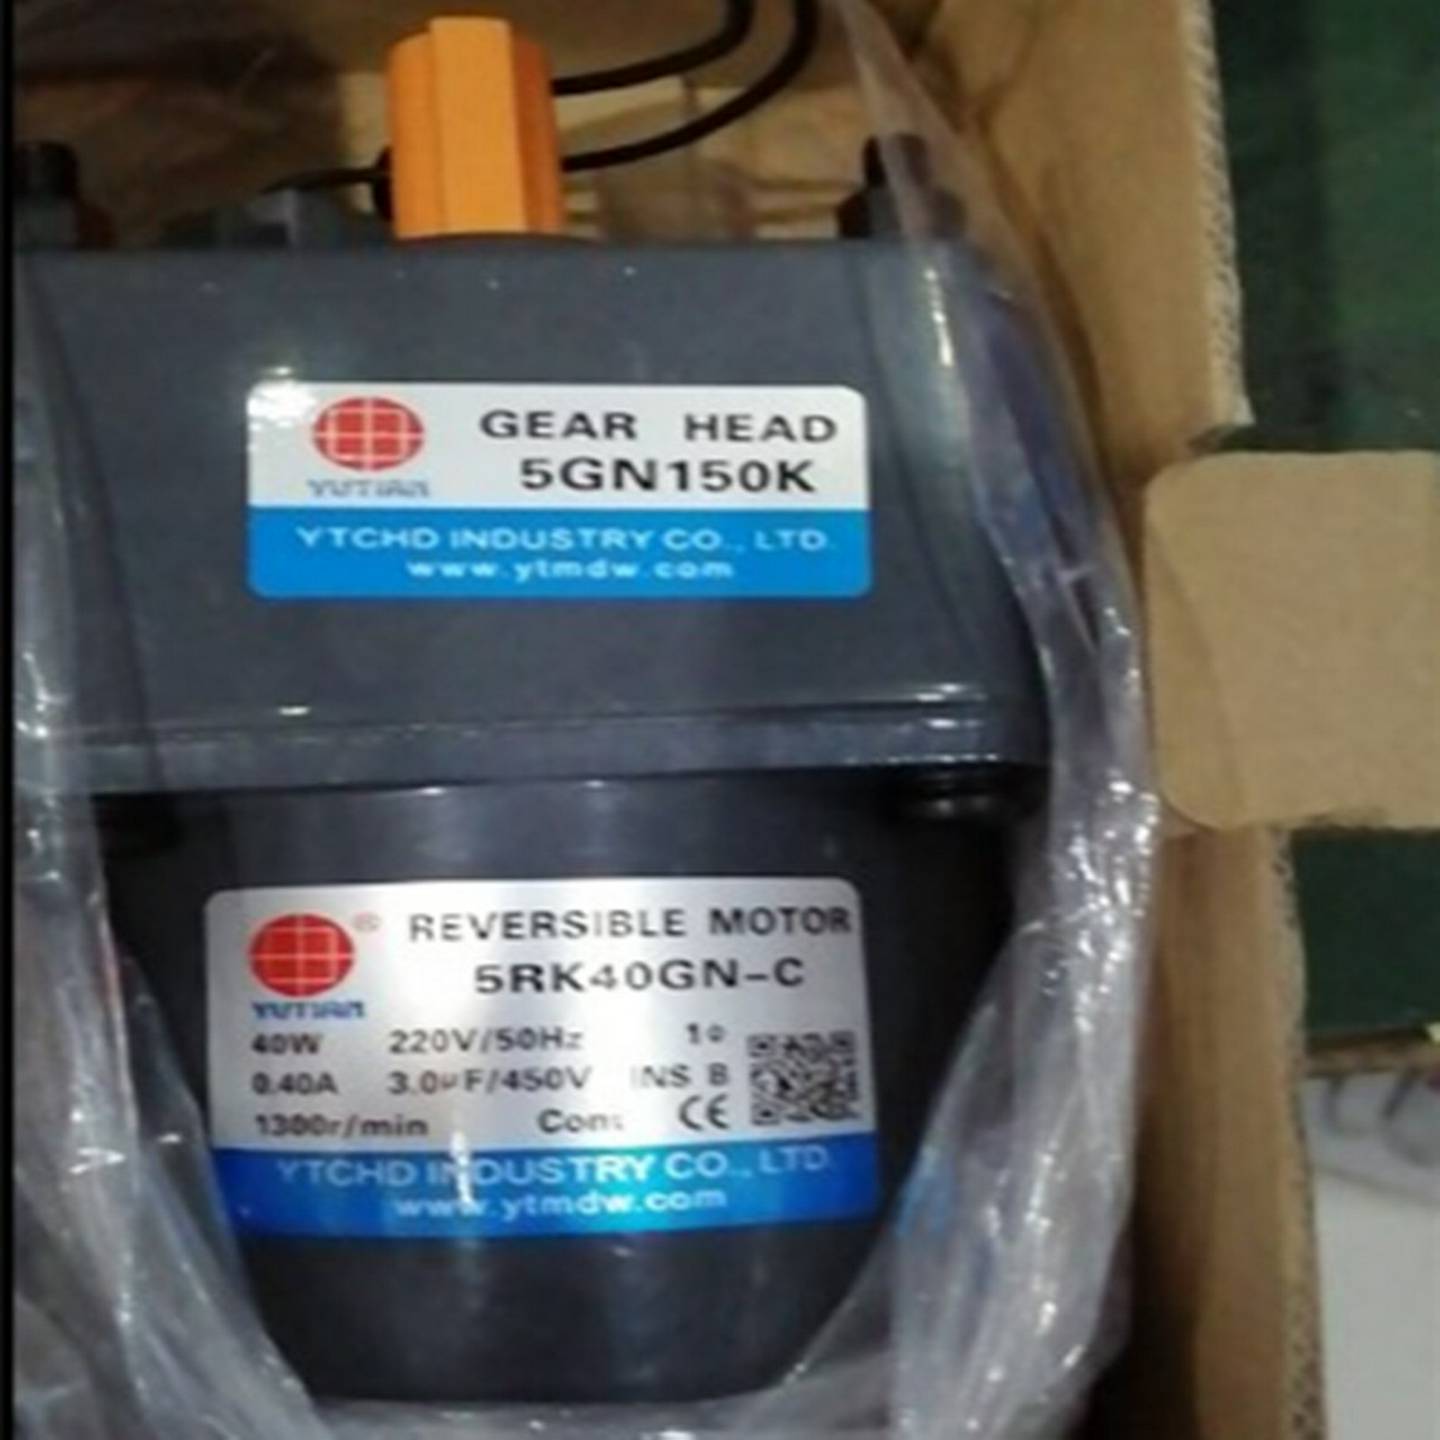 GEAR HEAD
5GN150K
YUTIAN
YTCHD INDUSTRY CO., LTD.
www.ytmdw.com
® REVERSIBLE MOTOR
5RK40GN-C
YUTIAN
40W 220V/50Hz 1φ
0.40A 3.0μF/450V INS B
1300r/min Cont CE
YTCHD INDUSTRY CO., LTD.
www.ytmdw.com